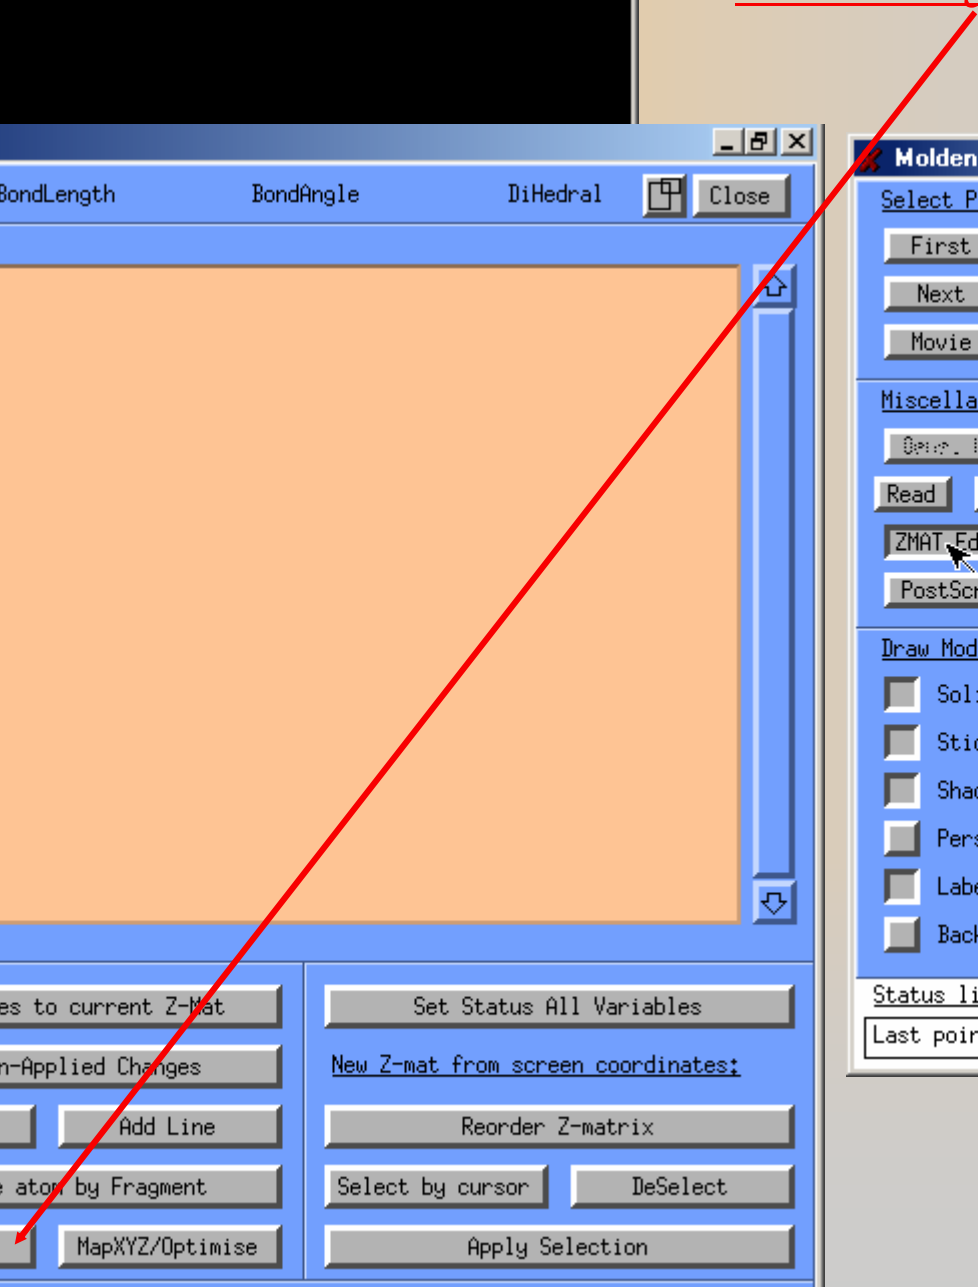 BondLength BondAngle DiHedral Close
es to current Z-Mat
n-Applied Changes
Add Line
atom by Fragment
MapXYZ/Optimise
Set Status All Variables
New Z-mat from screen coordinates:
Reorder Z-matrix
Select by cursor DeSelect
Apply Selection
Molden
Select P
First
Next
Movie
Miscella
Read
ZMAT Ed
PostScr
Draw Mod
Soli
Stic
Shad
Pers
Labe
Back
Status li
Last poin